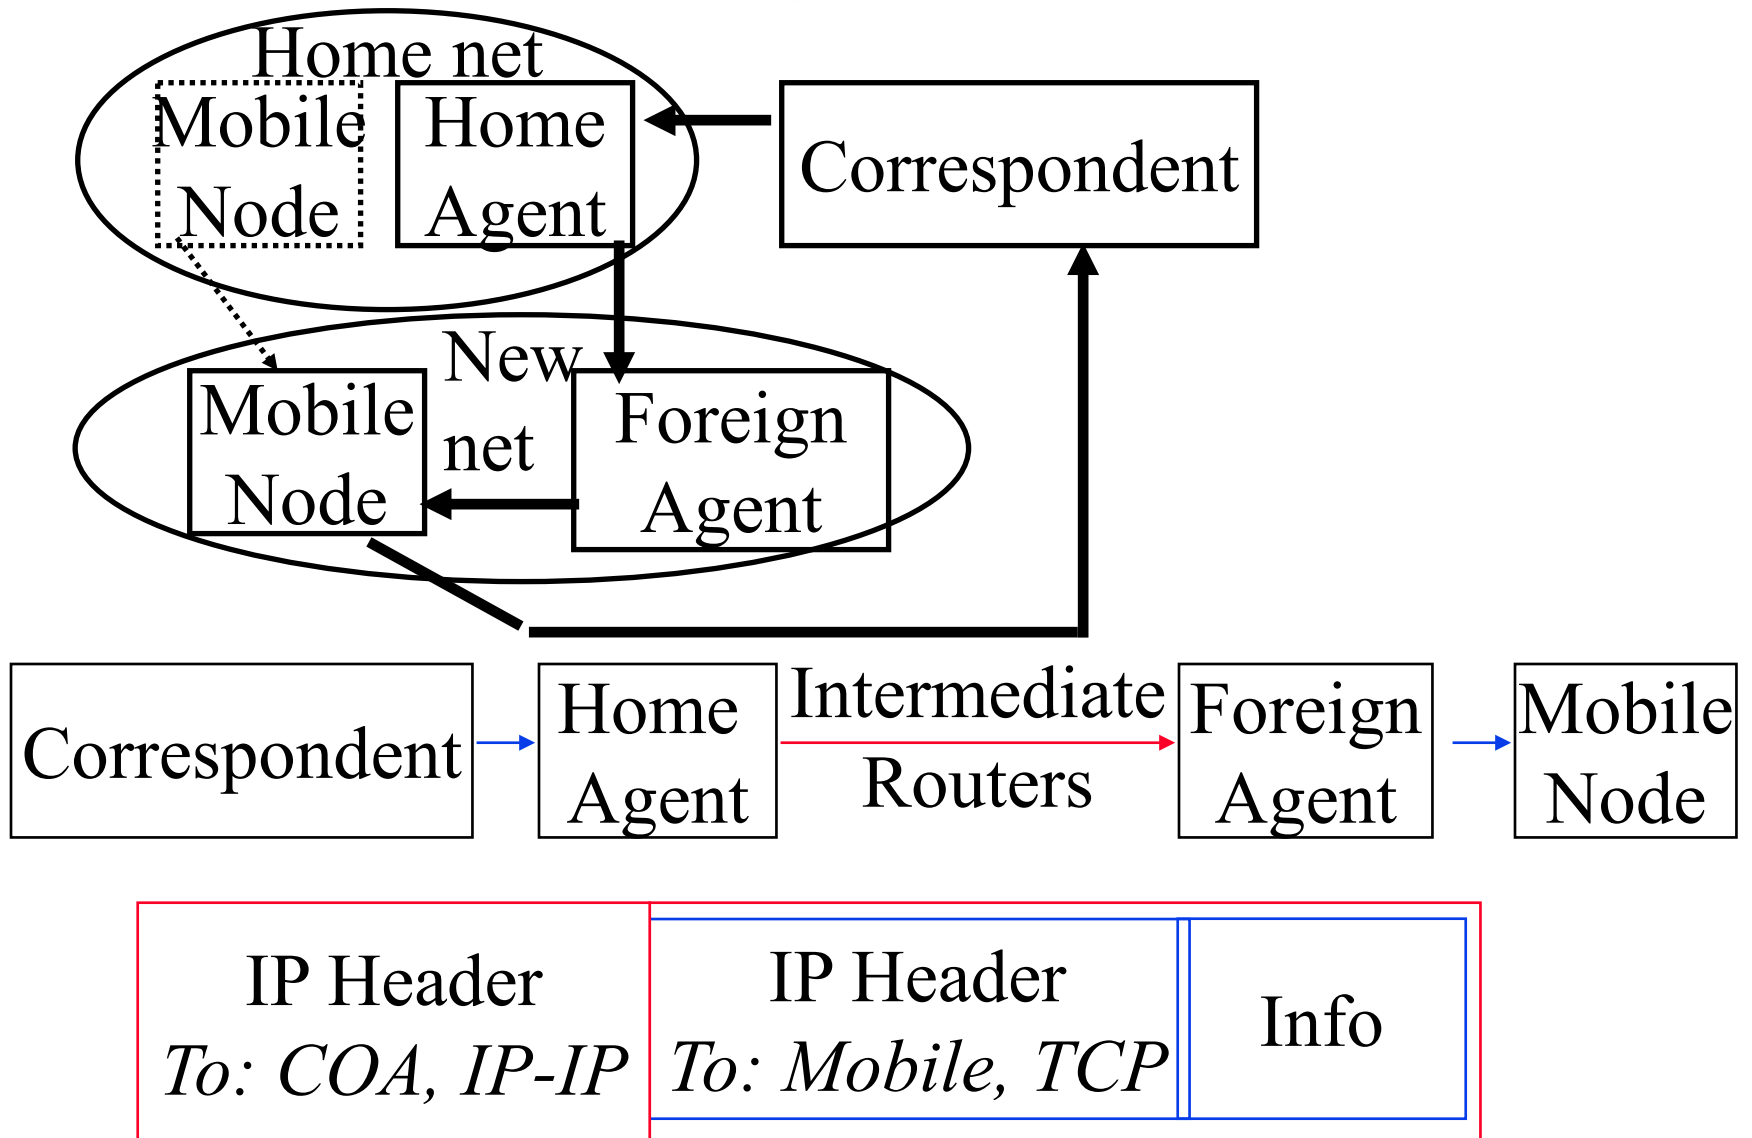 Home net
Mobile
Node
Home
Agent
Correspondent
New
net
Mobile
Node
Foreign
Agent
Correspondent
Home
Agent
Intermediate
Routers
Foreign
Agent
Mobile
Node
IP Header
To: COA, IP-IP
IP Header
To: Mobile, TCP
Info